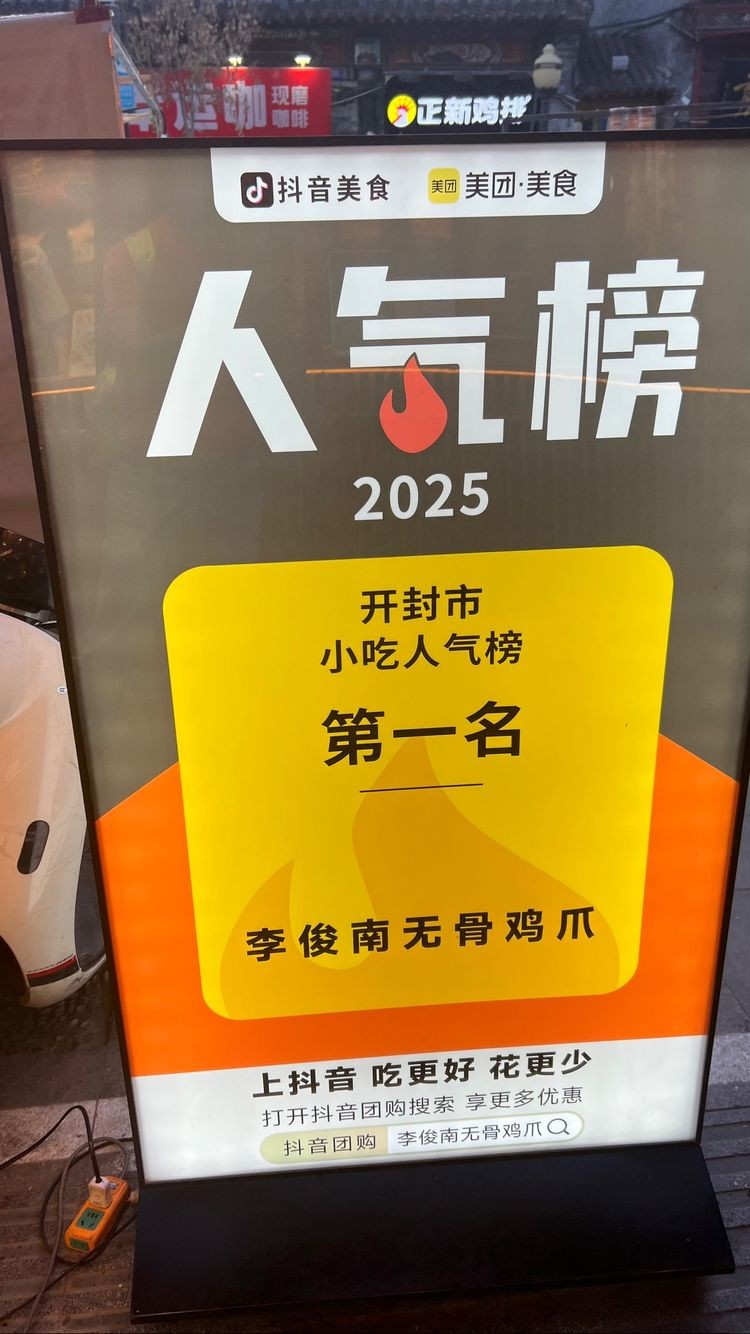 幸运咖 现磨咖啡
正新鸡排
抖音美食 美团 美团·美食
人气榜
2025
开封市
小吃人气榜
第一名
李俊南无骨鸡爪
上抖音 吃更好 花更少
打开抖音团购搜索 享更多优惠
抖音团购 李俊南无骨鸡爪